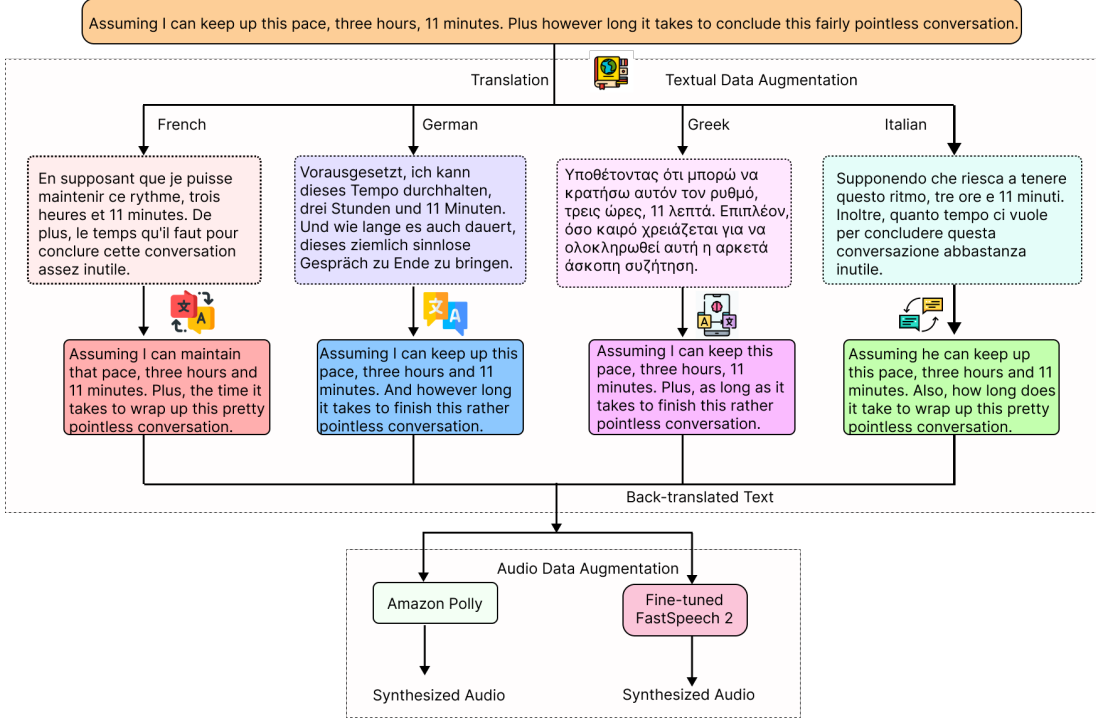 Assuming I can keep up this pace, three hours, 11 minutes. Plus however long it takes to conclude this fairly pointless conversation.
Translation
Textual Data Augmentation
French
German
Greek
Italian
En supposant que je puisse
maintenir ce rythme, trois
heures et 11 minutes. De
plus, le temps qu'il faut pour
conclure cette conversation
assez inutile.
Vorausgesetzt, ich kann
dieses Tempo durchhalten,
drei Stunden und 11 Minuten.
Und wie lange es auch dauert,
dieses ziemlich sinnlose
Gespräch zu Ende zu bringen.
Υποθέτοντας ότι μπορώ να
κρατήσω αυτόν τον ρυθμό,
τρεις ώρες, 11 λεπτά. Επιπλέον,
όσο καιρό χρειάζεται για να
ολοκληρωθεί αυτή η αρκετά
άσκοπη συζήτηση.
Supponendo che riesca a tenere
questo ritmo, tre ore e 11 minuti.
Inoltre, quanto tempo ci vuole
per concludere questa
conversazione abbastanza
inutile.
文
A
文
A
A
文
Assuming I can maintain
that pace, three hours and
11 minutes. Plus, the time it
takes to wrap up this pretty
pointless conversation.
Assuming I can keep up this
pace, three hours and 11
minutes. And however long
it takes to finish this rather
pointless conversation.
Assuming I can keep this
pace, three hours, 11
minutes. Plus, as long as it
takes to finish this rather
pointless conversation.
Assuming he can keep up
this pace, three hours and 11
minutes. Also, how long does
it take to wrap up this pretty
pointless conversation.
Back-translated Text
Audio Data Augmentation
Amazon Polly
Fine-tuned
FastSpeech 2
Synthesized Audio
Synthesized Audio